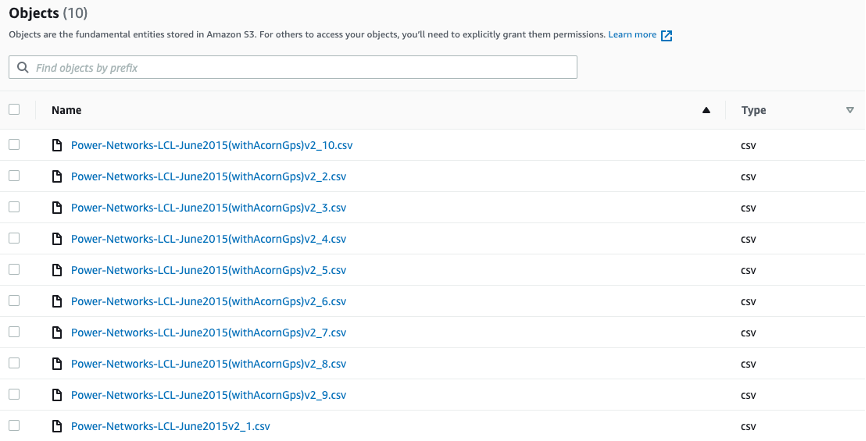 Objects (10)
Objects are the fundamental entities stored in Amazon S3. For others to access your objects, you'll need to explicitly grant them permissions. Learn more
Find objects by prefix
Name Type
Power-Networks-LCL-June2015(withAcornGps)v2_10.csv csv
Power-Networks-LCL-June2015(withAcornGps)v2_2.csv csv
Power-Networks-LCL-June2015(withAcornGps)v2_3.csv csv
Power-Networks-LCL-June2015(withAcornGps)v2_4.csv csv
Power-Networks-LCL-June2015(withAcornGps)v2_5.csv csv
Power-Networks-LCL-June2015(withAcornGps)v2_6.csv csv
Power-Networks-LCL-June2015(withAcornGps)v2_7.csv csv
Power-Networks-LCL-June2015(withAcornGps)v2_8.csv csv
Power-Networks-LCL-June2015(withAcornGps)v2_9.csv csv
Power-Networks-LCL-June2015v2_1.csv csv